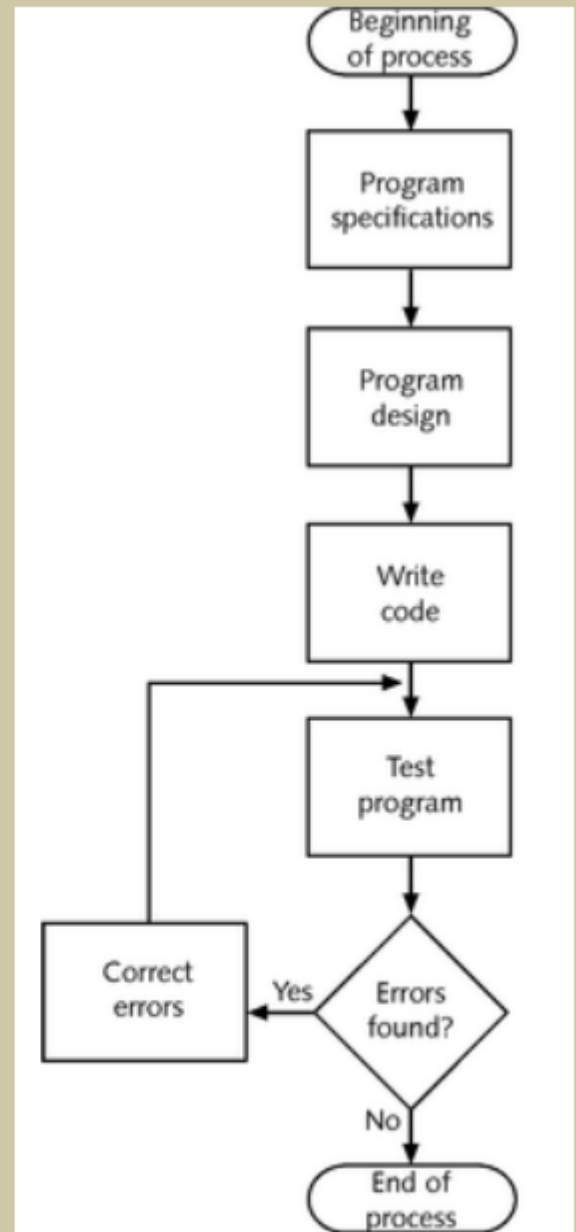 Beginning
of process
Program
specifications
Program
design
Write
code
Test
program
Correct
errors
Yes
Errors
found?
No
End of
process